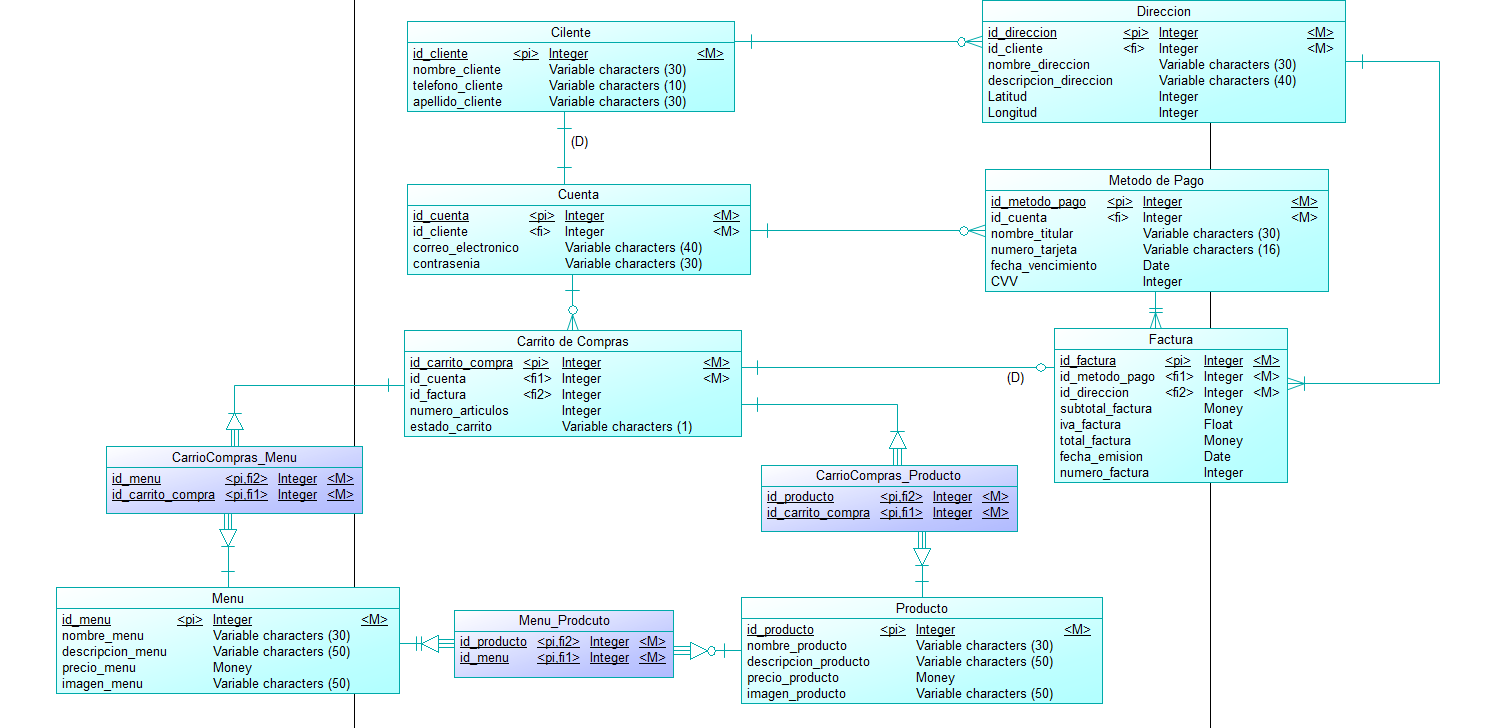 Cilente
id_cliente <pi> Integer <M>
nombre_cliente Variable characters (30)
telefono_cliente Variable characters (10)
apellido_cliente Variable characters (30)
Direccion
id_direccion <pi> Integer <M>
id_cliente <fi> Integer <M>
nombre_direccion Variable characters (30)
descripcion_direccion Variable characters (40)
Latitud Integer
Longitud Integer
(D)
Cuenta
id_cuenta <pi> Integer <M>
id_cliente <fi> Integer <M>
correo_electronico Variable characters (40)
contrasenia Variable characters (30)
Metodo de Pago
id_metodo_pago <pi> Integer <M>
id_cuenta <fi> Integer <M>
nombre_titular Variable characters (30)
numero_tarjeta Variable characters (16)
fecha_vencimiento Date
CVV Integer
Carrito de Compras
id_carrito_compra <pi> Integer <M>
id_cuenta <fi1> Integer <M>
id_factura <fi2> Integer
numero_articulos Integer
estado_carrito Variable characters (1)
(D)
Factura
id_factura <pi> Integer <M>
id_metodo_pago <fi1> Integer <M>
id_direccion <fi2> Integer <M>
subtotal_factura Money
iva_factura Float
total_factura Money
fecha_emision Date
numero_factura Integer
CarrioCompras_Menu
id_menu <pi,fi2> Integer <M>
id_carrito_compra <pi,fi1> Integer <M>
CarrioCompras_Producto
id_producto <pi,fi2> Integer <M>
id_carrito_compra <pi,fi1> Integer <M>
Menu
id_menu <pi> Integer <M>
nombre_menu Variable characters (30)
descripcion_menu Variable characters (50)
precio_menu Money
imagen_menu Variable characters (50)
Menu_Prodcuto
id_producto <pi,fi2> Integer <M>
id_menu <pi,fi1> Integer <M>
Producto
id_producto <pi> Integer <M>
nombre_producto Variable characters (30)
descripcion_producto Variable characters (50)
precio_producto Money
imagen_producto Variable characters (50)